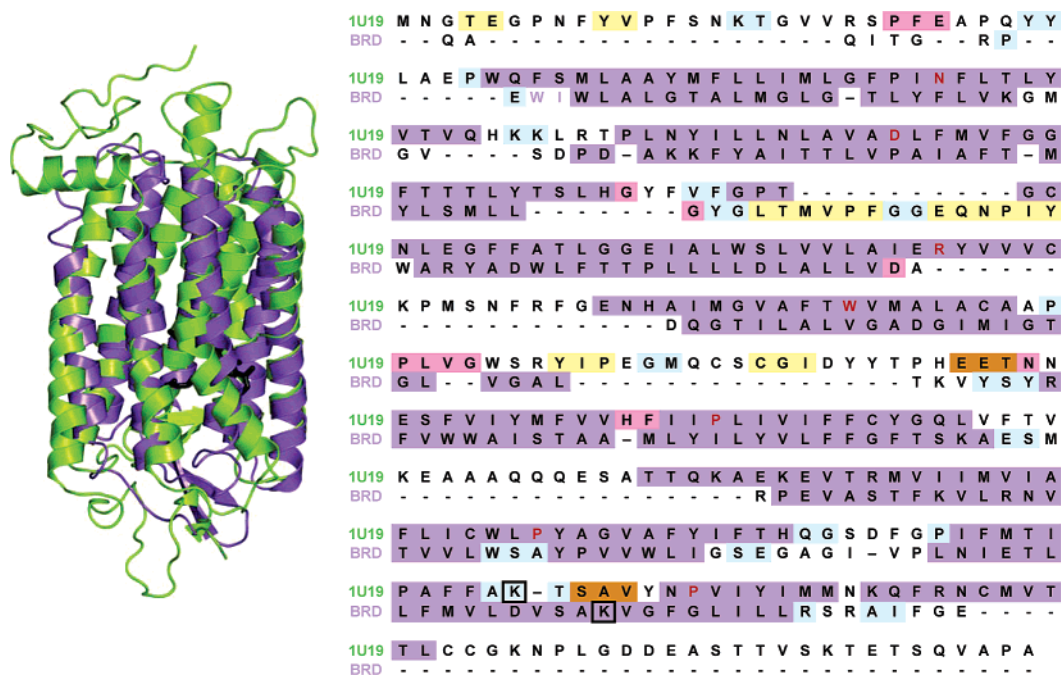 1U19 M N G T E G P N F Y V P F S N K T G V V R S P F E A P Q Y Y
BRD - - Q A - - - - - - - - - - - - - - - - Q I T G - - R P - -
1U19 L A E P W Q F S M L A A Y M F L L I M L G F P I N F L T L Y
BRD - - - - - E W I W L A L G T A L M G L G – T L Y F L V K G M
1U19 V T V Q H K K L R T P L N Y I L L N L A V A D L F M V F G G
BRD G V - - - - S D P D – A K K F Y A I T T L V P A I A F T – M
1U19 F T T T L Y T S L H G Y F V F G P T - - - - - - - - - - G C
BRD Y L S M L L - - - - - - - G Y G L T M V P F G G E Q N P I Y
1U19 N L E G F F A T L G G E I A L W S L V V L A I E R Y V V V C
BRD W A R Y A D W L F T T P L L L L D L A L L V D A - - - - - -
1U19 K P M S N F R F G E N H A I M G V A F T W V M A L A C A A P
BRD - - - - - - - - - - - - D Q G T I L A L V G A D G I M I G T
1U19 P L V G W S R Y I P E G M Q C S C G I D Y Y T P H E E T N N
BRD G L - - V G A L - - - - - - - - - - - - - - - T K V Y S Y R
1U19 E S F V I Y M F V V H F I I P L I V I F F C Y G Q L V F T V
BRD F V W W A I S T A A – M L Y I L Y V L F F G F T S K A E S M
1U19 K E A A A Q Q Q E S A T T Q K A E K E V T R M V I I M V I A
BRD - - - - - - - - - - - - - - - - R P E V A S T F K V L R N V
1U19 F L I C W L P Y A G V A F Y I F T H Q G S D F G P I F M T I
BRD T V V L W S A Y P V V W L I G S E G A G I – V P L N I E T L
1U19 P A F F A K – T S A V Y N P V I Y I M M N K Q F R N C M V T
BRD L F M V L D V S A K V G F G L I L L R S R A I F G E - - - -
1U19 T L C C G K N P L G D D E A S T T V S K T E T S Q V A P A
BRD - - - - - - - - - - - - - - - - - - - - - - - - - - - - -